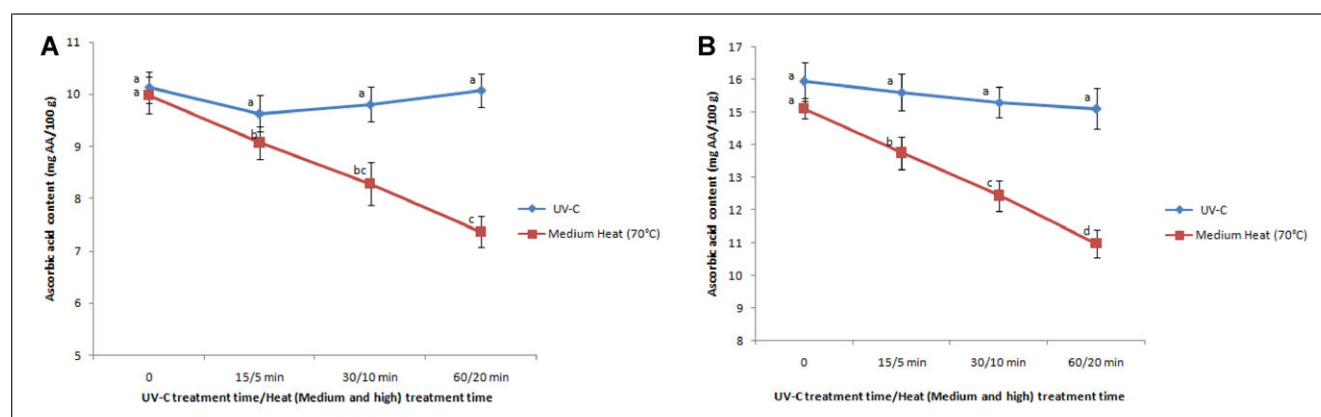 A
Ascorbic acid content (mg AA/100 g)
11
10
9
8
7
6
5
a
a
a
b
a
bc
a
c
0
15/5 min
30/10 min
60/20 min
UV-C treatment time/Heat (Medium and high) treatment time
UV-C
Medium Heat (70°C)
B
Ascorbic acid content (mg AA/100 g)
17
16
15
14
13
12
11
10
9
8
a
a
a
b
a
c
a
d
0
15/5 min
30/10 min
60/20 min
UV-C treatment time/Heat (Medium and high) treatment time
UV-C
Medium Heat (70°C)